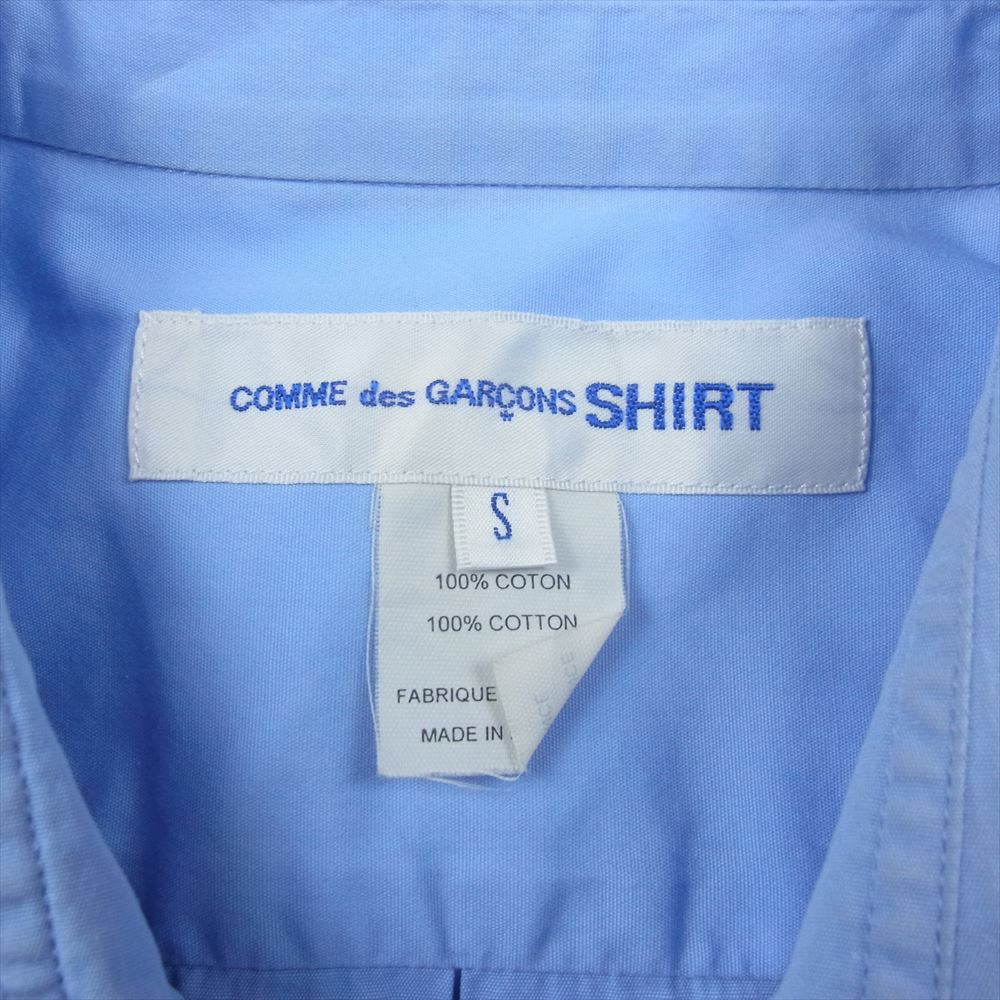 COMME des GARÇONS SHIRT
S
100% COTON
100% COTTON
FABRIQUE
MADE IN